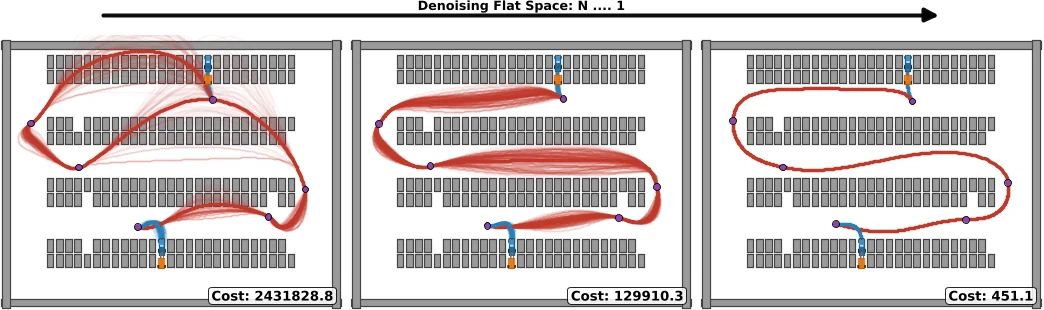 Denoising Flat Space: N .... 1
Cost: 2431828.8
Cost: 129910.3
Cost: 451.1